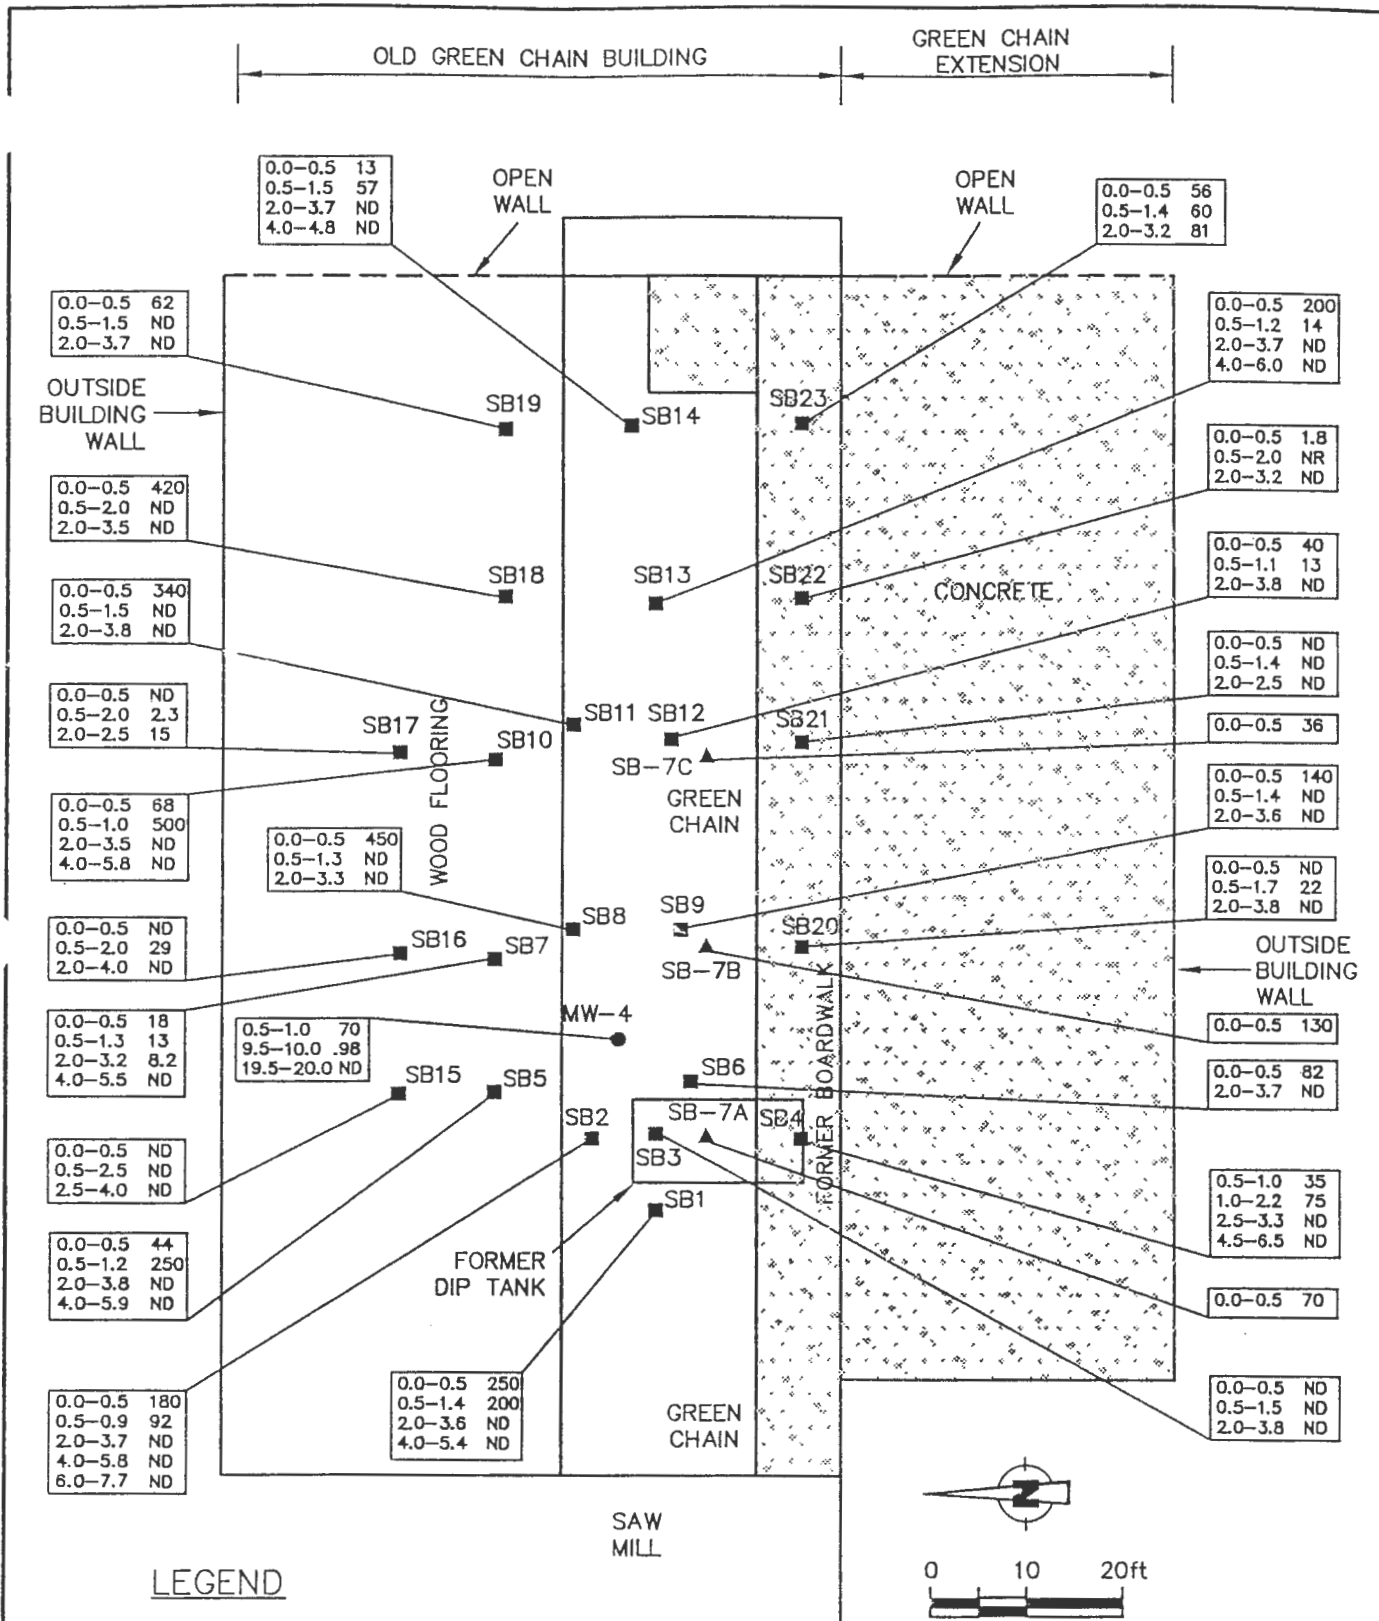 OLD GREEN CHAIN BUILDING
GREEN CHAIN
EXTENSION
0.0-0.5 13
0.5-1.5 57
2.0-3.7 ND
4.0-4.8 ND
OPEN
WALL
OPEN
WALL
0.0-0.5 56
0.5-1.4 60
2.0-3.2 81
0.0-0.5 62
0.5-1.5 ND
2.0-3.7 ND
0.0-0.5 200
0.5-1.2 14
2.0-3.7 ND
4.0-6.0 ND
OUTSIDE
BUILDING
WALL
SB19
SB14
SB23
0.0-0.5 420
0.5-2.0 ND
2.0-3.5 ND
0.0-0.5 1.8
0.5-2.0 NR
2.0-3.2 ND
SB18
SB13
SB22
CONCRETE
0.0-0.5 340
0.5-1.5 ND
2.0-3.8 ND
0.0-0.5 40
0.5-1.1 13
2.0-3.8 ND
0.0-0.5 ND
0.5-2.0 2.3
2.0-2.5 15
0.0-0.5 ND
0.5-1.4 ND
2.0-2.5 ND
SB17
WOOD FLOORING
SB10
SB11
SB12
SB21
SB-7C
0.0-0.5 36
GREEN
CHAIN
0.0-0.5 68
0.5-1.0 500
2.0-3.5 ND
4.0-5.8 ND
0.0-0.5 140
0.5-1.4 ND
2.0-3.6 ND
0.0-0.5 450
0.5-1.3 ND
2.0-3.3 ND
0.0-0.5 ND
0.5-1.7 22
2.0-3.8 ND
0.0-0.5 ND
0.5-2.0 29
2.0-4.0 ND
SB16
SB7
SB8
SB9
SB-7B
SB20
FORMER BOARDWALK
OUTSIDE
BUILDING
WALL
0.0-0.5 18
0.5-1.3 13
2.0-3.2 8.2
4.0-5.5 ND
0.5-1.0 70
9.5-10.0 .98
19.5-20.0 ND
MW-4
0.0-0.5 130
0.0-0.5 82
2.0-3.7 ND
SB15
SB5
SB2
SB6
SB-7A
SB4
SB3
SB1
0.0-0.5 ND
0.5-2.5 ND
2.5-4.0 ND
0.5-1.0 35
1.0-2.2 75
2.5-3.3 ND
4.5-6.5 ND
0.0-0.5 44
0.5-1.2 250
2.0-3.8 ND
4.0-5.9 ND
FORMER
DIP TANK
0.0-0.5 70
0.0-0.5 180
0.5-0.9 92
2.0-3.7 ND
4.0-5.8 ND
6.0-7.7 ND
0.0-0.5 250
0.5-1.4 200
2.0-3.6 ND
4.0-5.4 ND
GREEN
CHAIN
0.0-0.5 ND
0.5-1.5 ND
2.0-3.8 ND
SAW
MILL
N
LEGEND
0 10 20ft